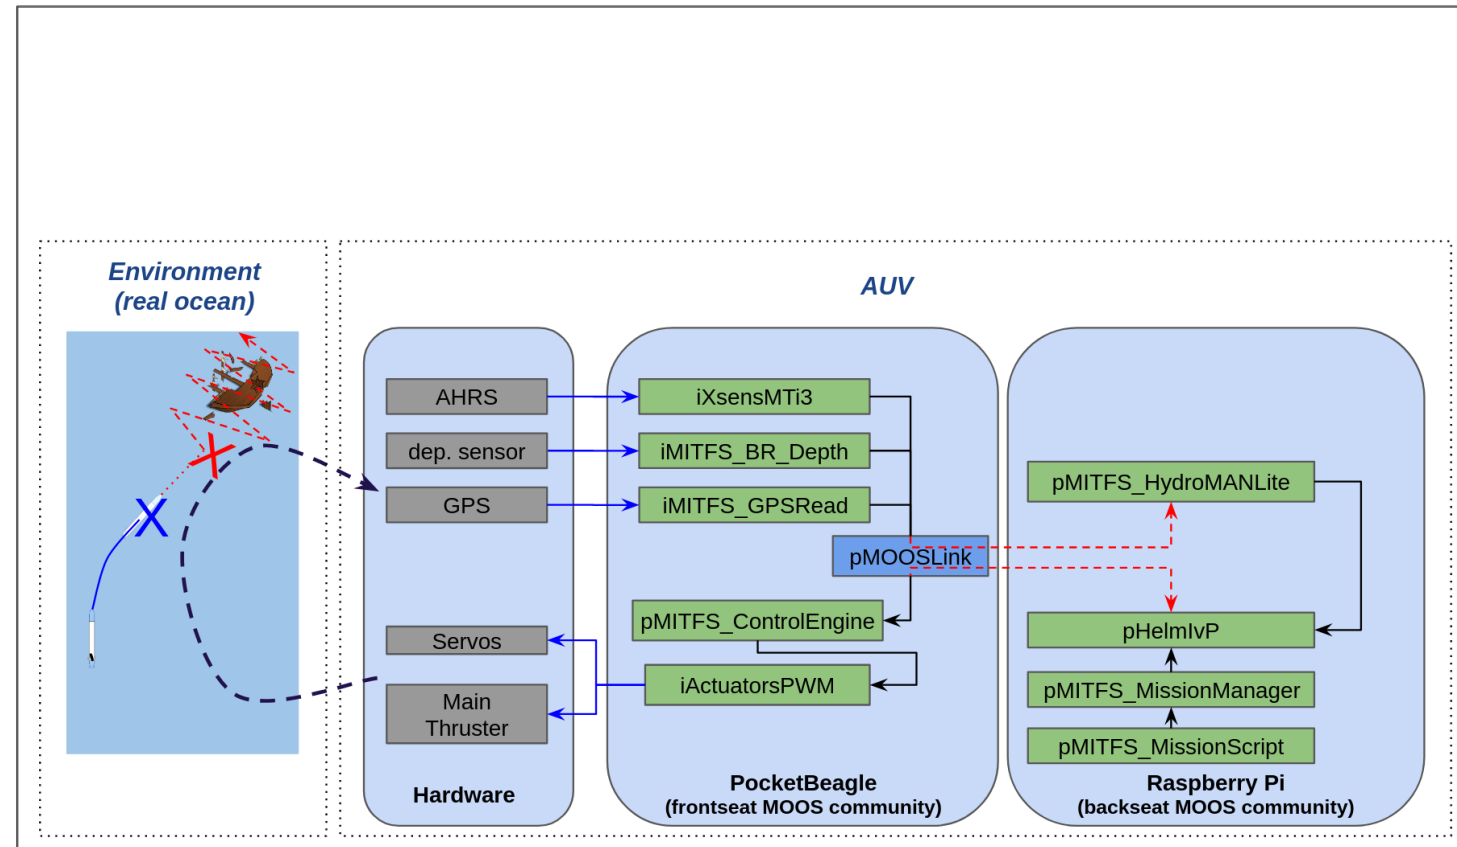 Environment
(real ocean)
AUV
AHRS
dep. sensor
GPS
Servos
Main
Thruster
Hardware
iXsensMTi3
iMITFS_BR_Depth
iMITFS_GPSRead
pMOOSLink
pMITFS_ControlEngine
iActuatorsPWM
PocketBeagle
(frontseat MOOS community)
pMITFS_HydroMANLite
pHelmIvP
pMITFS_MissionManager
pMITFS_MissionScript
Raspberry Pi
(backseat MOOS community)